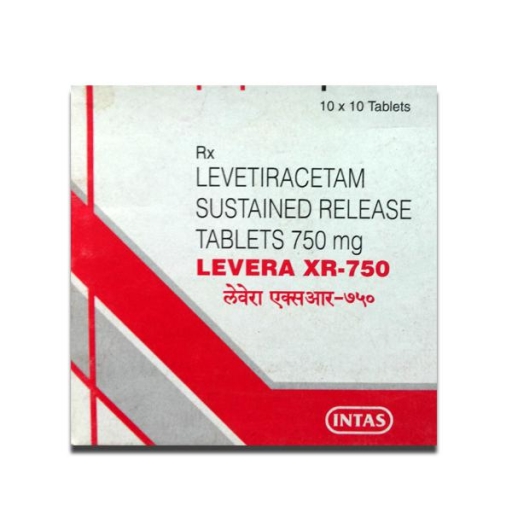 10 x 10 Tablets
Rx
LEVETIRACETAM
SUSTAINED RELEASE
TABLETS 750 mg
LEVERA XR-750
लेवेरा एक्सआर-७५०
INTAS